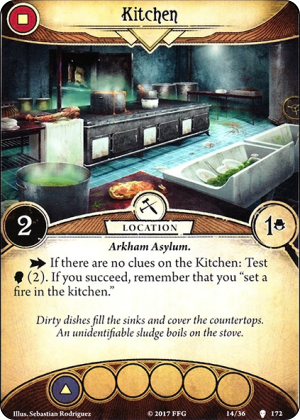 Kitchen
2
LOCATION
1
Arkham Asylum.
If there are no clues on the Kitchen: Test
(2). If you succeed, remember that you “set a
fire in the kitchen.”
Dirty dishes fill the sinks and cover the countertops.
An unidentifiable sludge boils on the stove.
Illus. Sebastian Rodriguez
© 2017 FFG
14/36
172